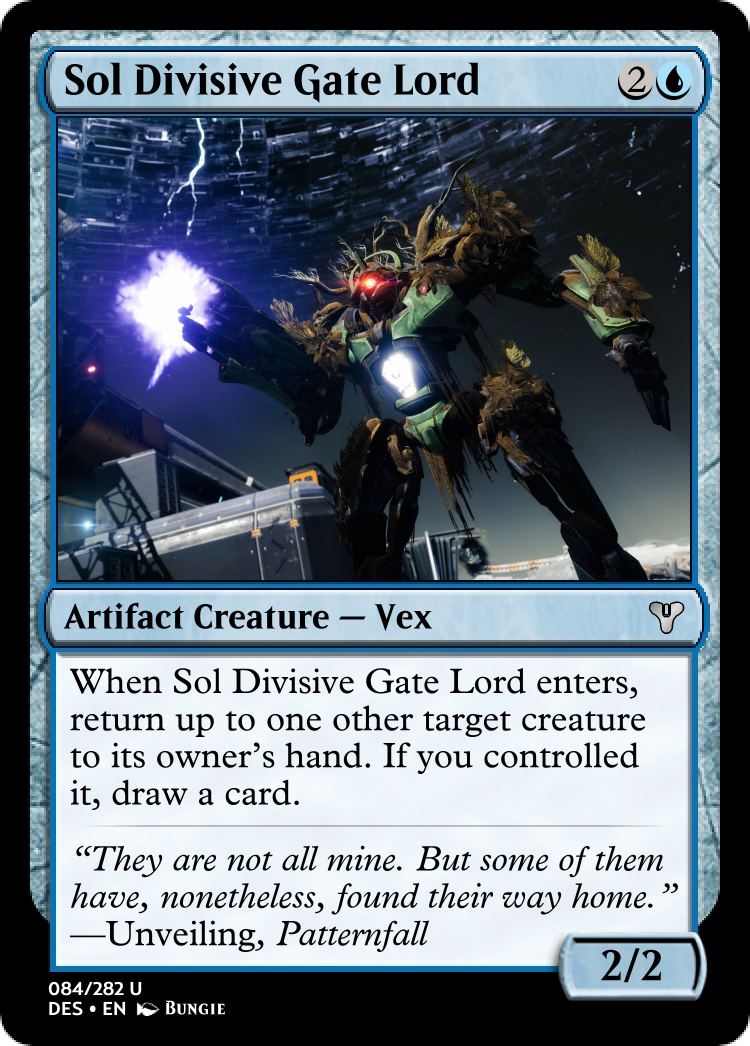 Sol Divisive Gate Lord 2
Artifact Creature — Vex
When Sol Divisive Gate Lord enters,
return up to one other target creature
to its owner's hand. If you controlled
it, draw a card.
“They are not all mine. But some of them
have, nonetheless, found their way home.”
—Unveiling, Patternfall
2/2
084/282 U
DES • EN Bungie